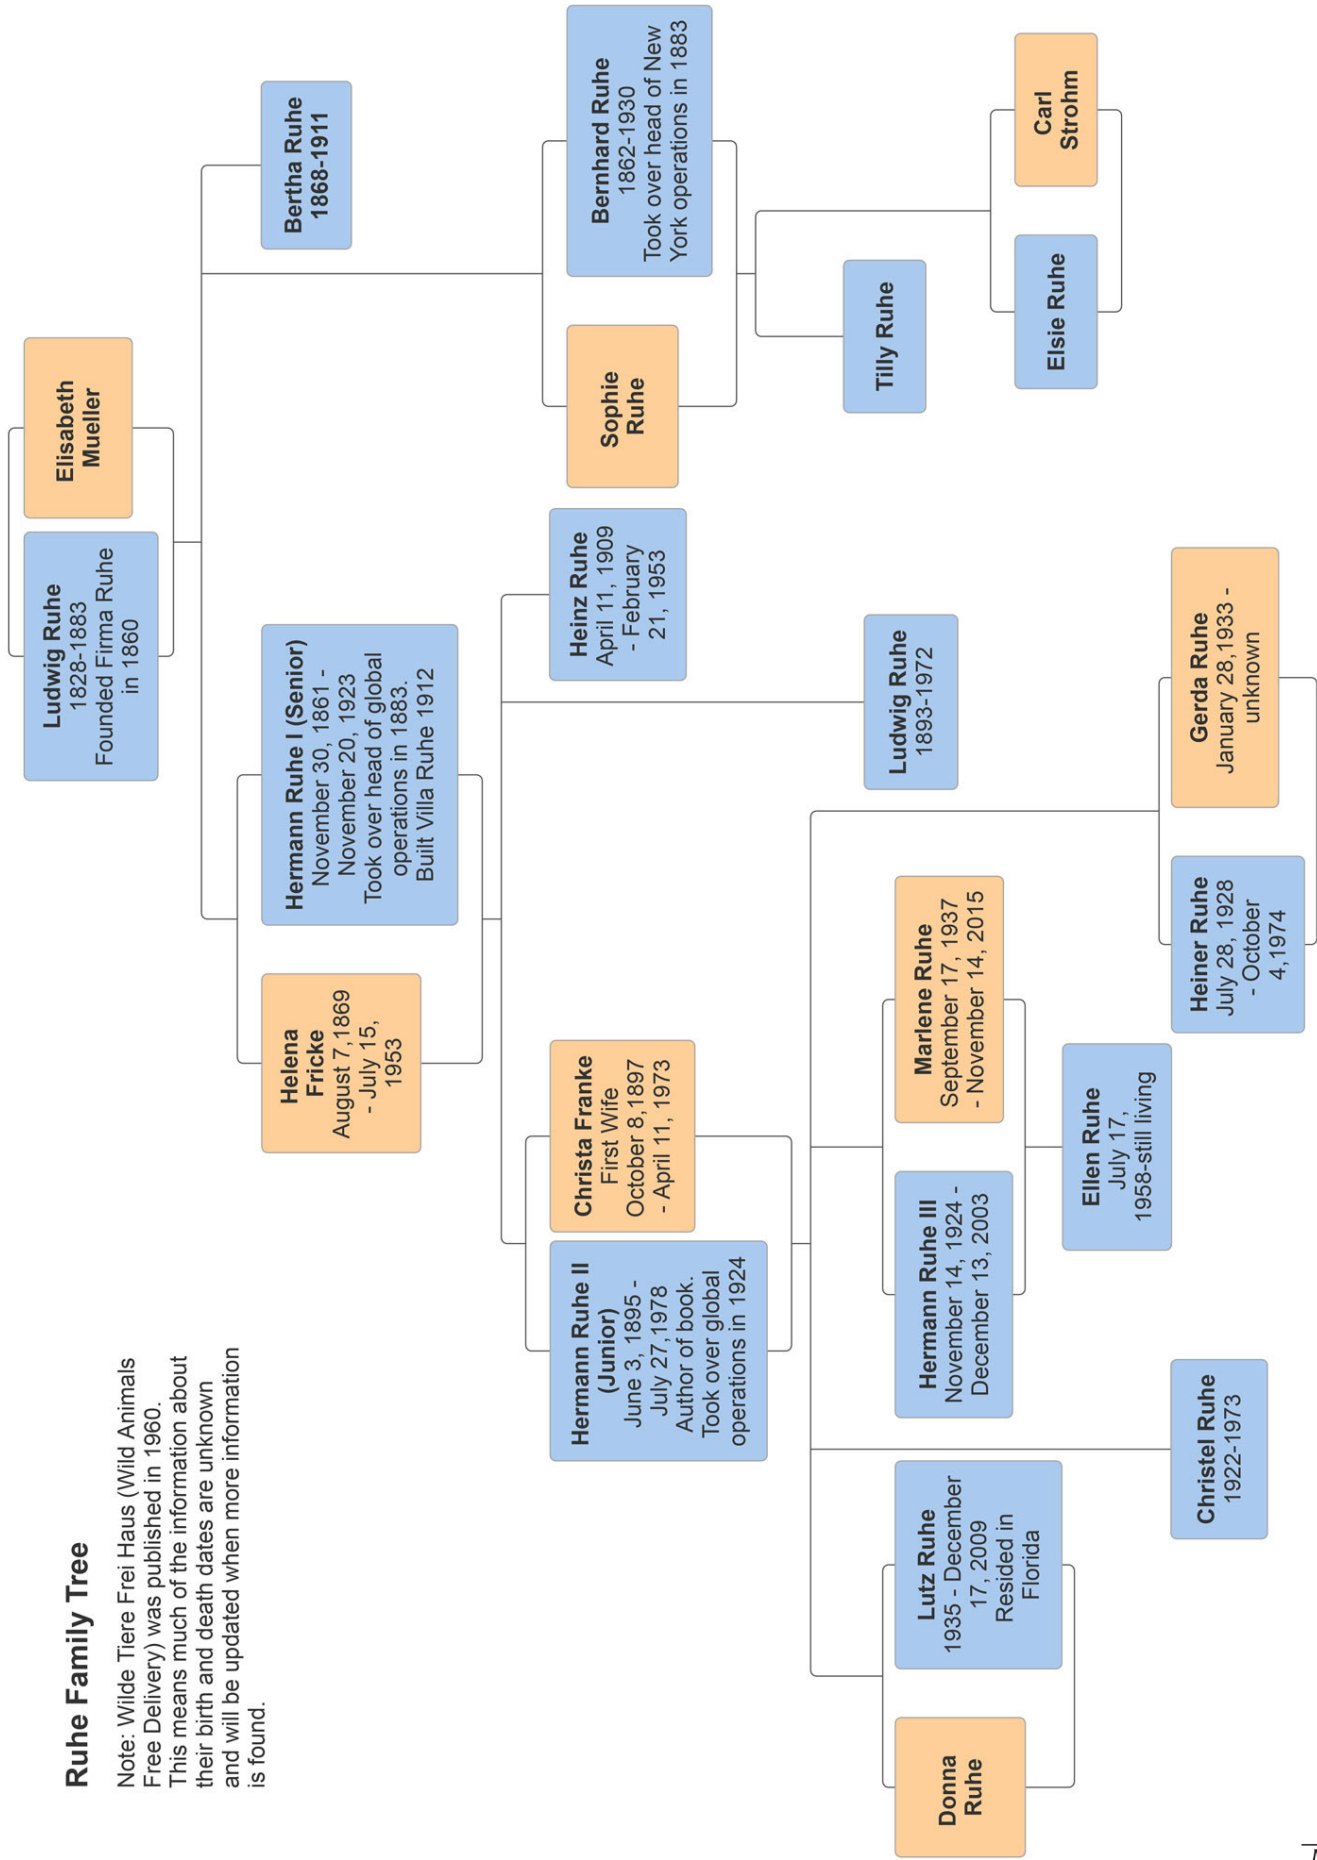 Ruhe Family Tree
Note: Wilde Tiere Frei Haus (Wild Animals
Free Delivery) was published in 1960.
This means much of the information about
their birth and death dates are unknown
and will be updated when more information
is found.
Ludwig Ruhe
1828-1883
Founded Firma Ruhe
in 1860
Elisabeth
Mueller
Helena
Fricke
August 7,1869
- July 15,
1953
Hermann Ruhe I (Senior)
November 30, 1861 -
November 20, 1923
Took over head of global
operations in 1883.
Built Villa Ruhe 1912
Bertha Ruhe
1868-1911
Hermann Ruhe II
(Junior)
June 3, 1895 -
July 27,1978
Author of book.
Took over global
operations in 1924
Christa Franke
First Wife
October 8,1897
- April 11, 1973
Heinz Ruhe
April 11, 1909
- February
21, 1953
Sophie
Ruhe
Bernhard Ruhe
1862-1930
Took over head of New
York operations in 1883
Ludwig Ruhe
1893-1972
Tilly Ruhe
Donna
Ruhe
Lutz Ruhe
1935 - December
17, 2009
Resided in
Florida
Hermann Ruhe III
November 14, 1924 -
December 13, 2003
Marlene Ruhe
September 17, 1937
- November 14, 2015
Elsie Ruhe
Carl
Strohm
Ellen Ruhe
July 17,
1958-still living
Christel Ruhe
1922-1973
Heiner Ruhe
July 28, 1928
- October
4,1974
Gerda Ruhe
January 28,1933 -
unknown